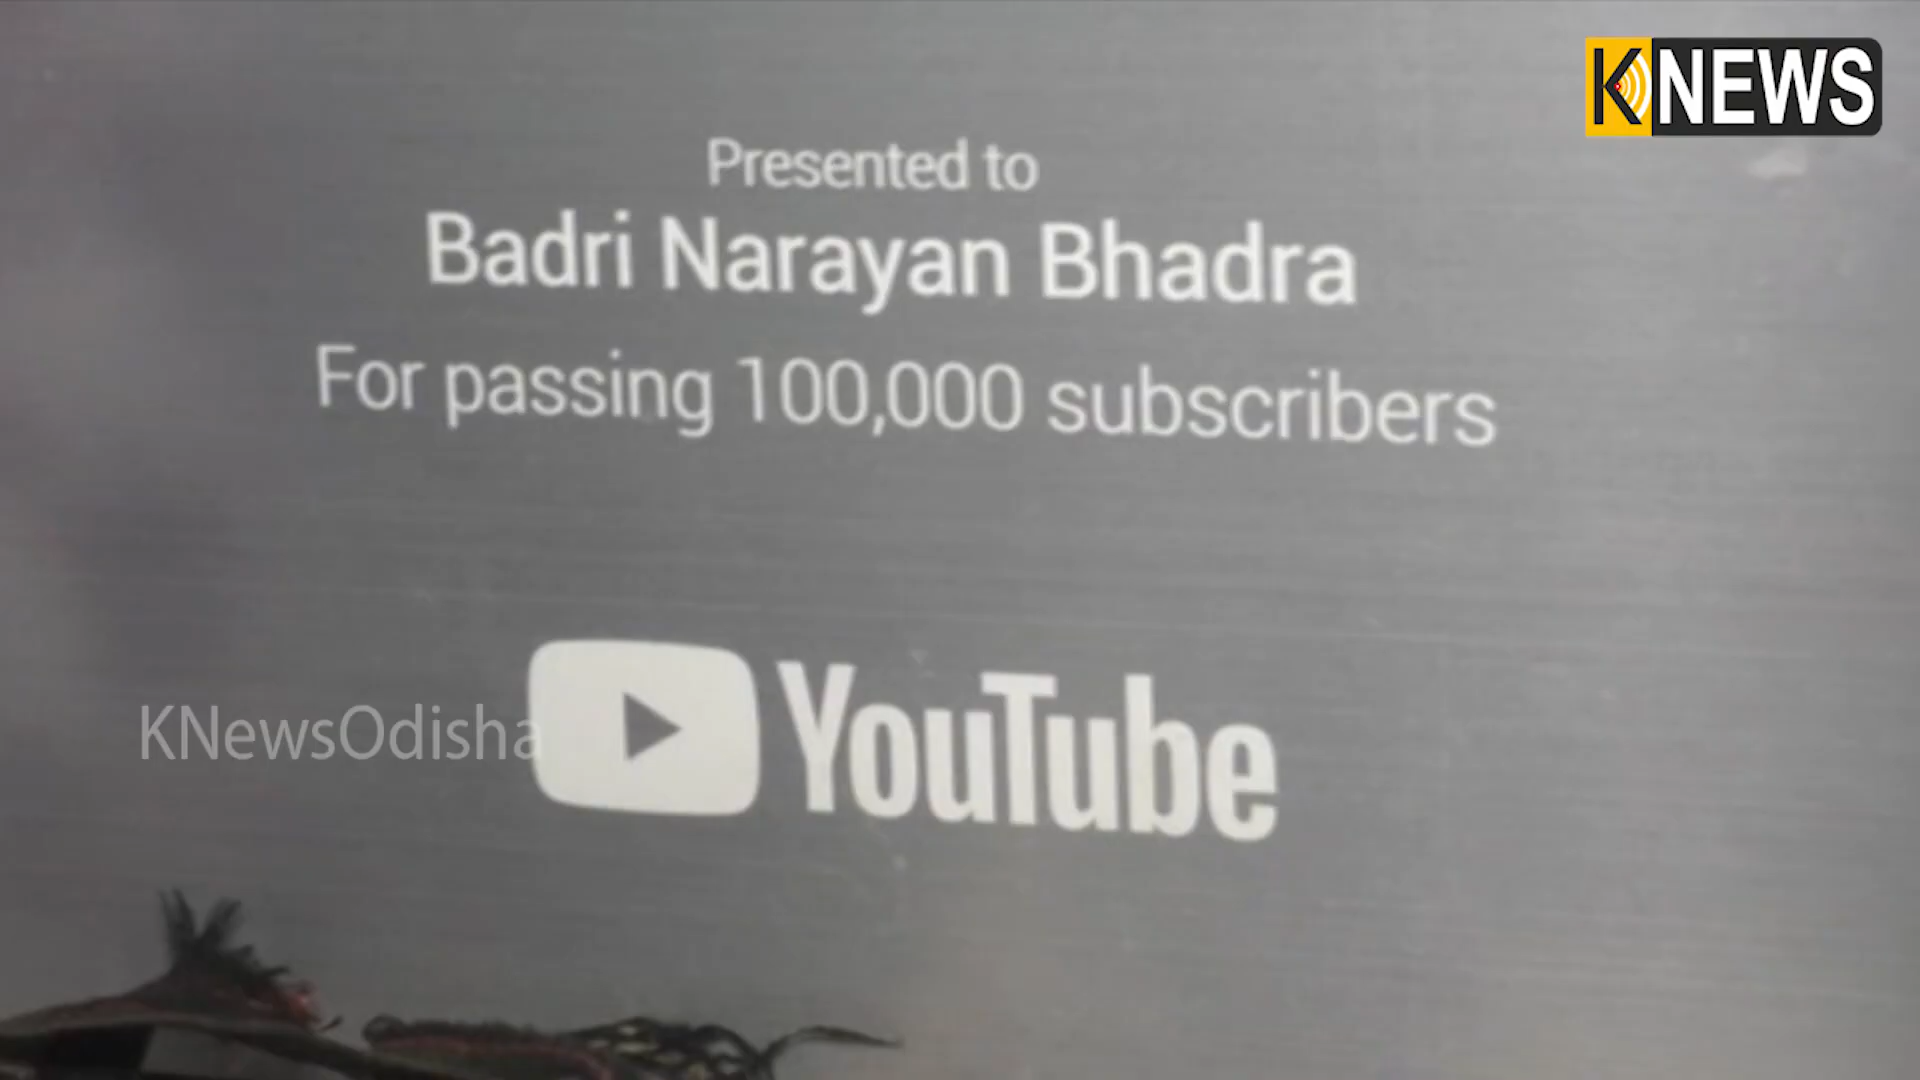 KNEWS
Presented to
Badri Narayan Bhadra
For passing 100,000 subscribers
KNewsOdisha
YouTube